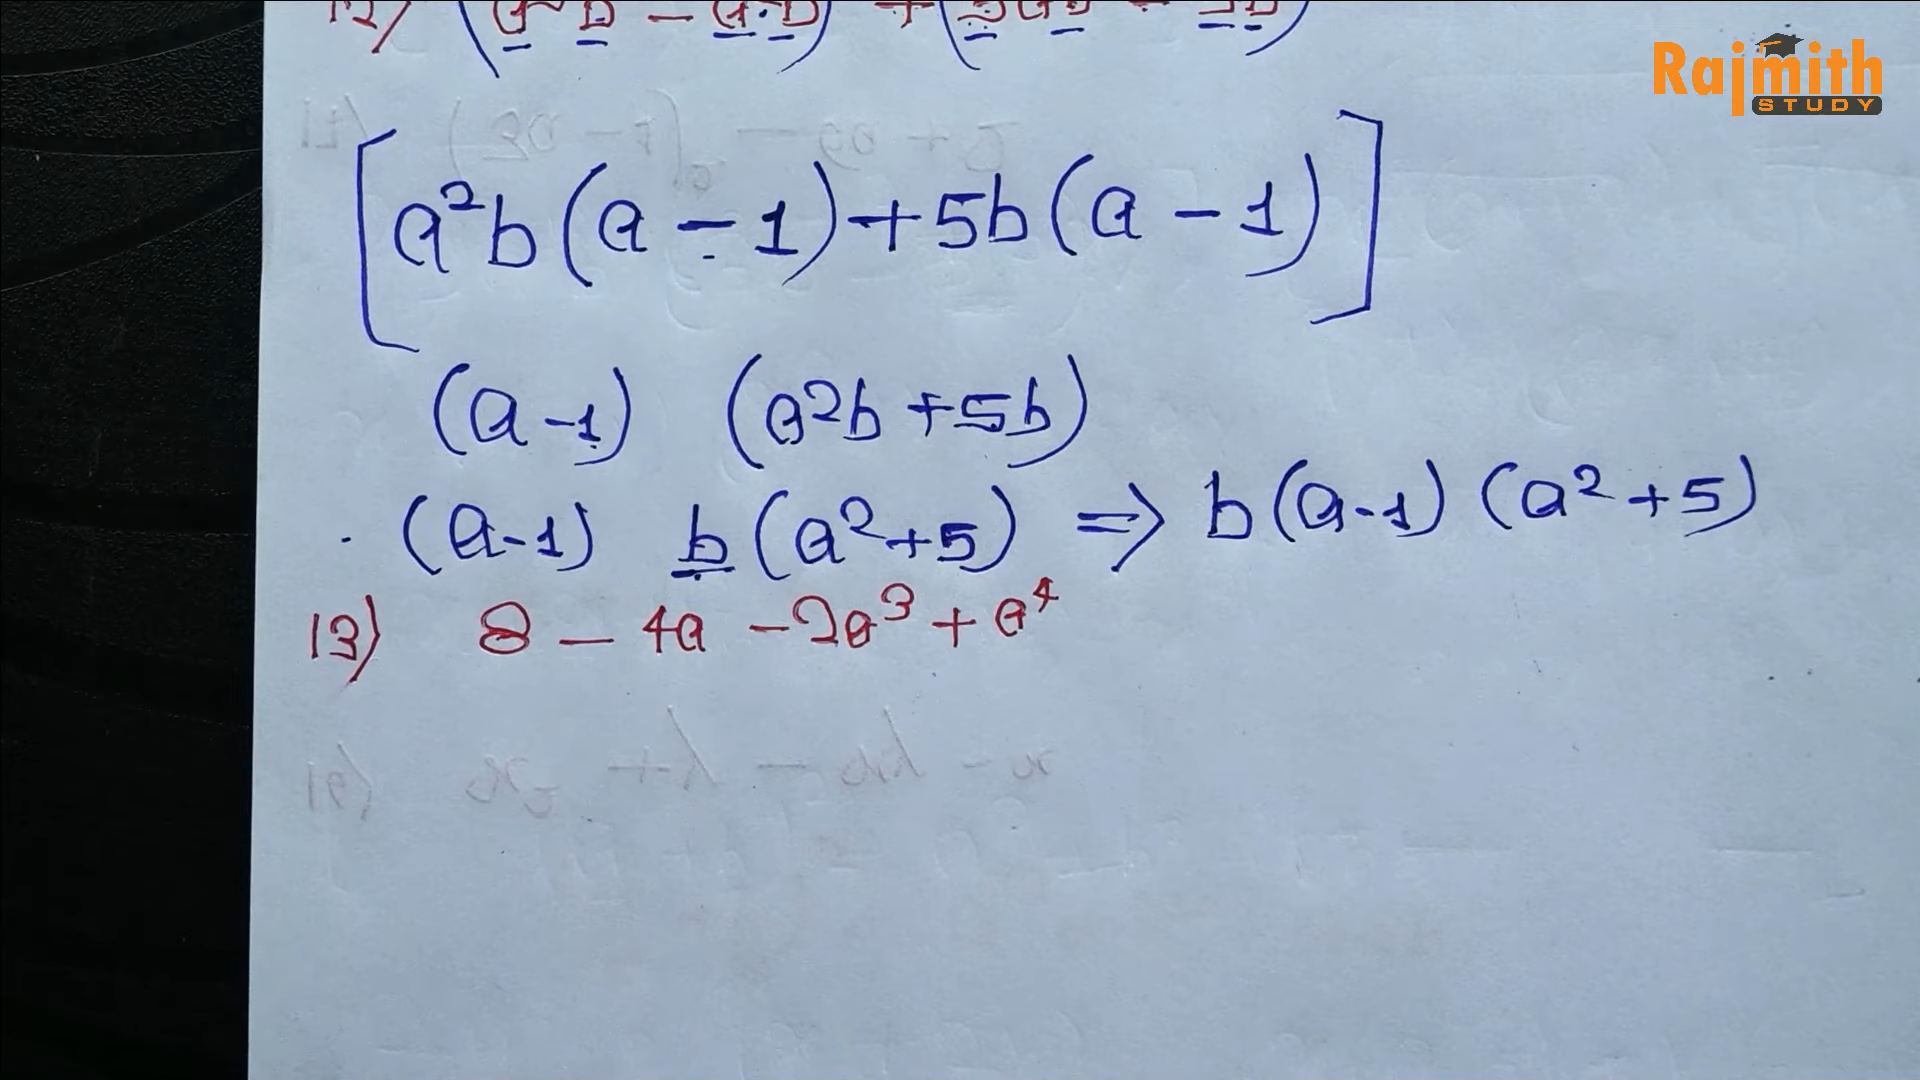 Rajmith
STUDY
[a²b(a - 1) + 5b(a - 1)]
(a - 1) (a²b + 5b)
(a - 1) b(a² + 5) ⇒ b(a - 1) (a² + 5)
13) 8 - 4a - 2a³ + a⁴